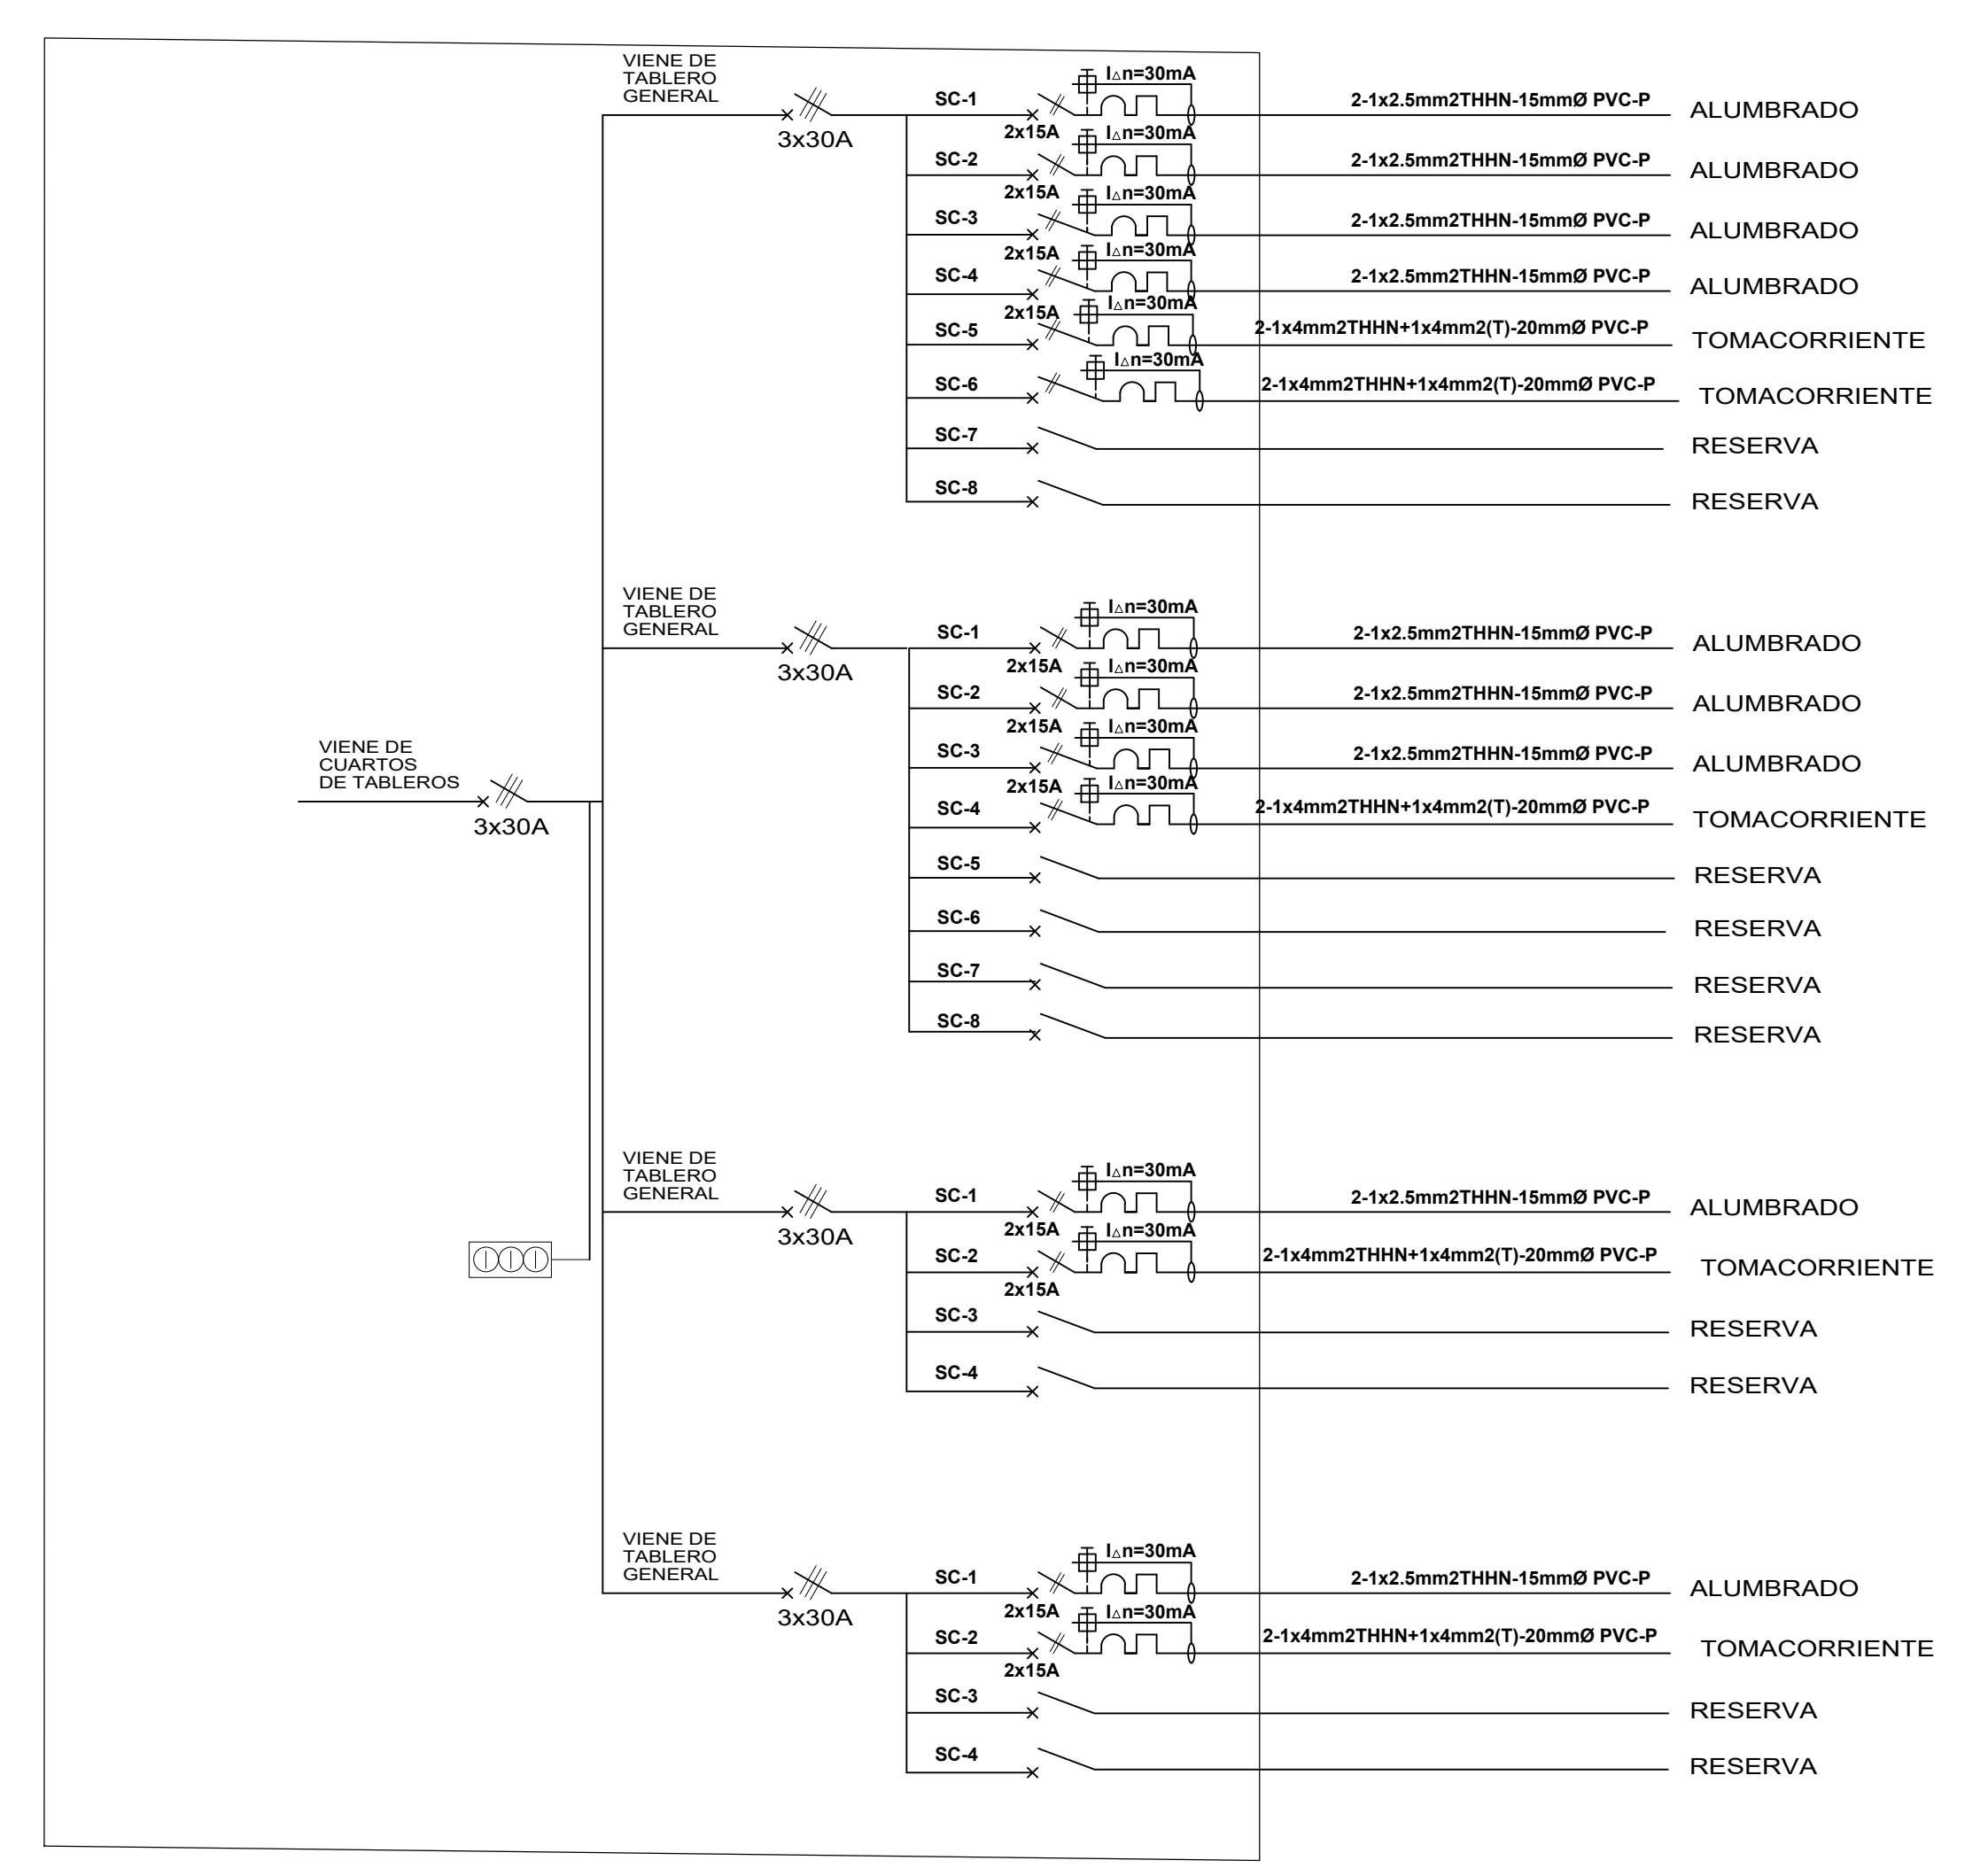 VIENE DE
TABLERO
GENERAL
3x30A
SC-1
2x15A
I△n=30mA
2-1x2.5mm2THHN-15mmØ PVC-P
ALUMBRADO
SC-2
2x15A
I△n=30mA
2-1x2.5mm2THHN-15mmØ PVC-P
ALUMBRADO
SC-3
2x15A
I△n=30mA
2-1x2.5mm2THHN-15mmØ PVC-P
ALUMBRADO
SC-4
2x15A
I△n=30mA
2-1x2.5mm2THHN-15mmØ PVC-P
ALUMBRADO
SC-5
I△n=30mA
2-1x4mm2THHN+1x4mm2(T)-20mmØ PVC-P
TOMACORRIENTE
SC-6
I△n=30mA
2-1x4mm2THHN+1x4mm2(T)-20mmØ PVC-P
TOMACORRIENTE
SC-7
RESERVA
SC-8
RESERVA
VIENE DE
TABLERO
GENERAL
3x30A
SC-1
2x15A
I△n=30mA
2-1x2.5mm2THHN-15mmØ PVC-P
ALUMBRADO
SC-2
2x15A
I△n=30mA
2-1x2.5mm2THHN-15mmØ PVC-P
ALUMBRADO
SC-3
2x15A
I△n=30mA
2-1x2.5mm2THHN-15mmØ PVC-P
ALUMBRADO
SC-4
I△n=30mA
2-1x4mm2THHN+1x4mm2(T)-20mmØ PVC-P
TOMACORRIENTE
SC-5
RESERVA
SC-6
RESERVA
SC-7
RESERVA
SC-8
RESERVA
VIENE DE
CUARTOS
DE TABLEROS
3x30A
VIENE DE
TABLERO
GENERAL
3x30A
SC-1
2x15A
I△n=30mA
2-1x2.5mm2THHN-15mmØ PVC-P
ALUMBRADO
SC-2
2x15A
I△n=30mA
2-1x4mm2THHN+1x4mm2(T)-20mmØ PVC-P
TOMACORRIENTE
SC-3
RESERVA
SC-4
RESERVA
VIENE DE
TABLERO
GENERAL
3x30A
SC-1
2x15A
I△n=30mA
2-1x2.5mm2THHN-15mmØ PVC-P
ALUMBRADO
SC-2
2x15A
I△n=30mA
2-1x4mm2THHN+1x4mm2(T)-20mmØ PVC-P
TOMACORRIENTE
SC-3
RESERVA
SC-4
RESERVA